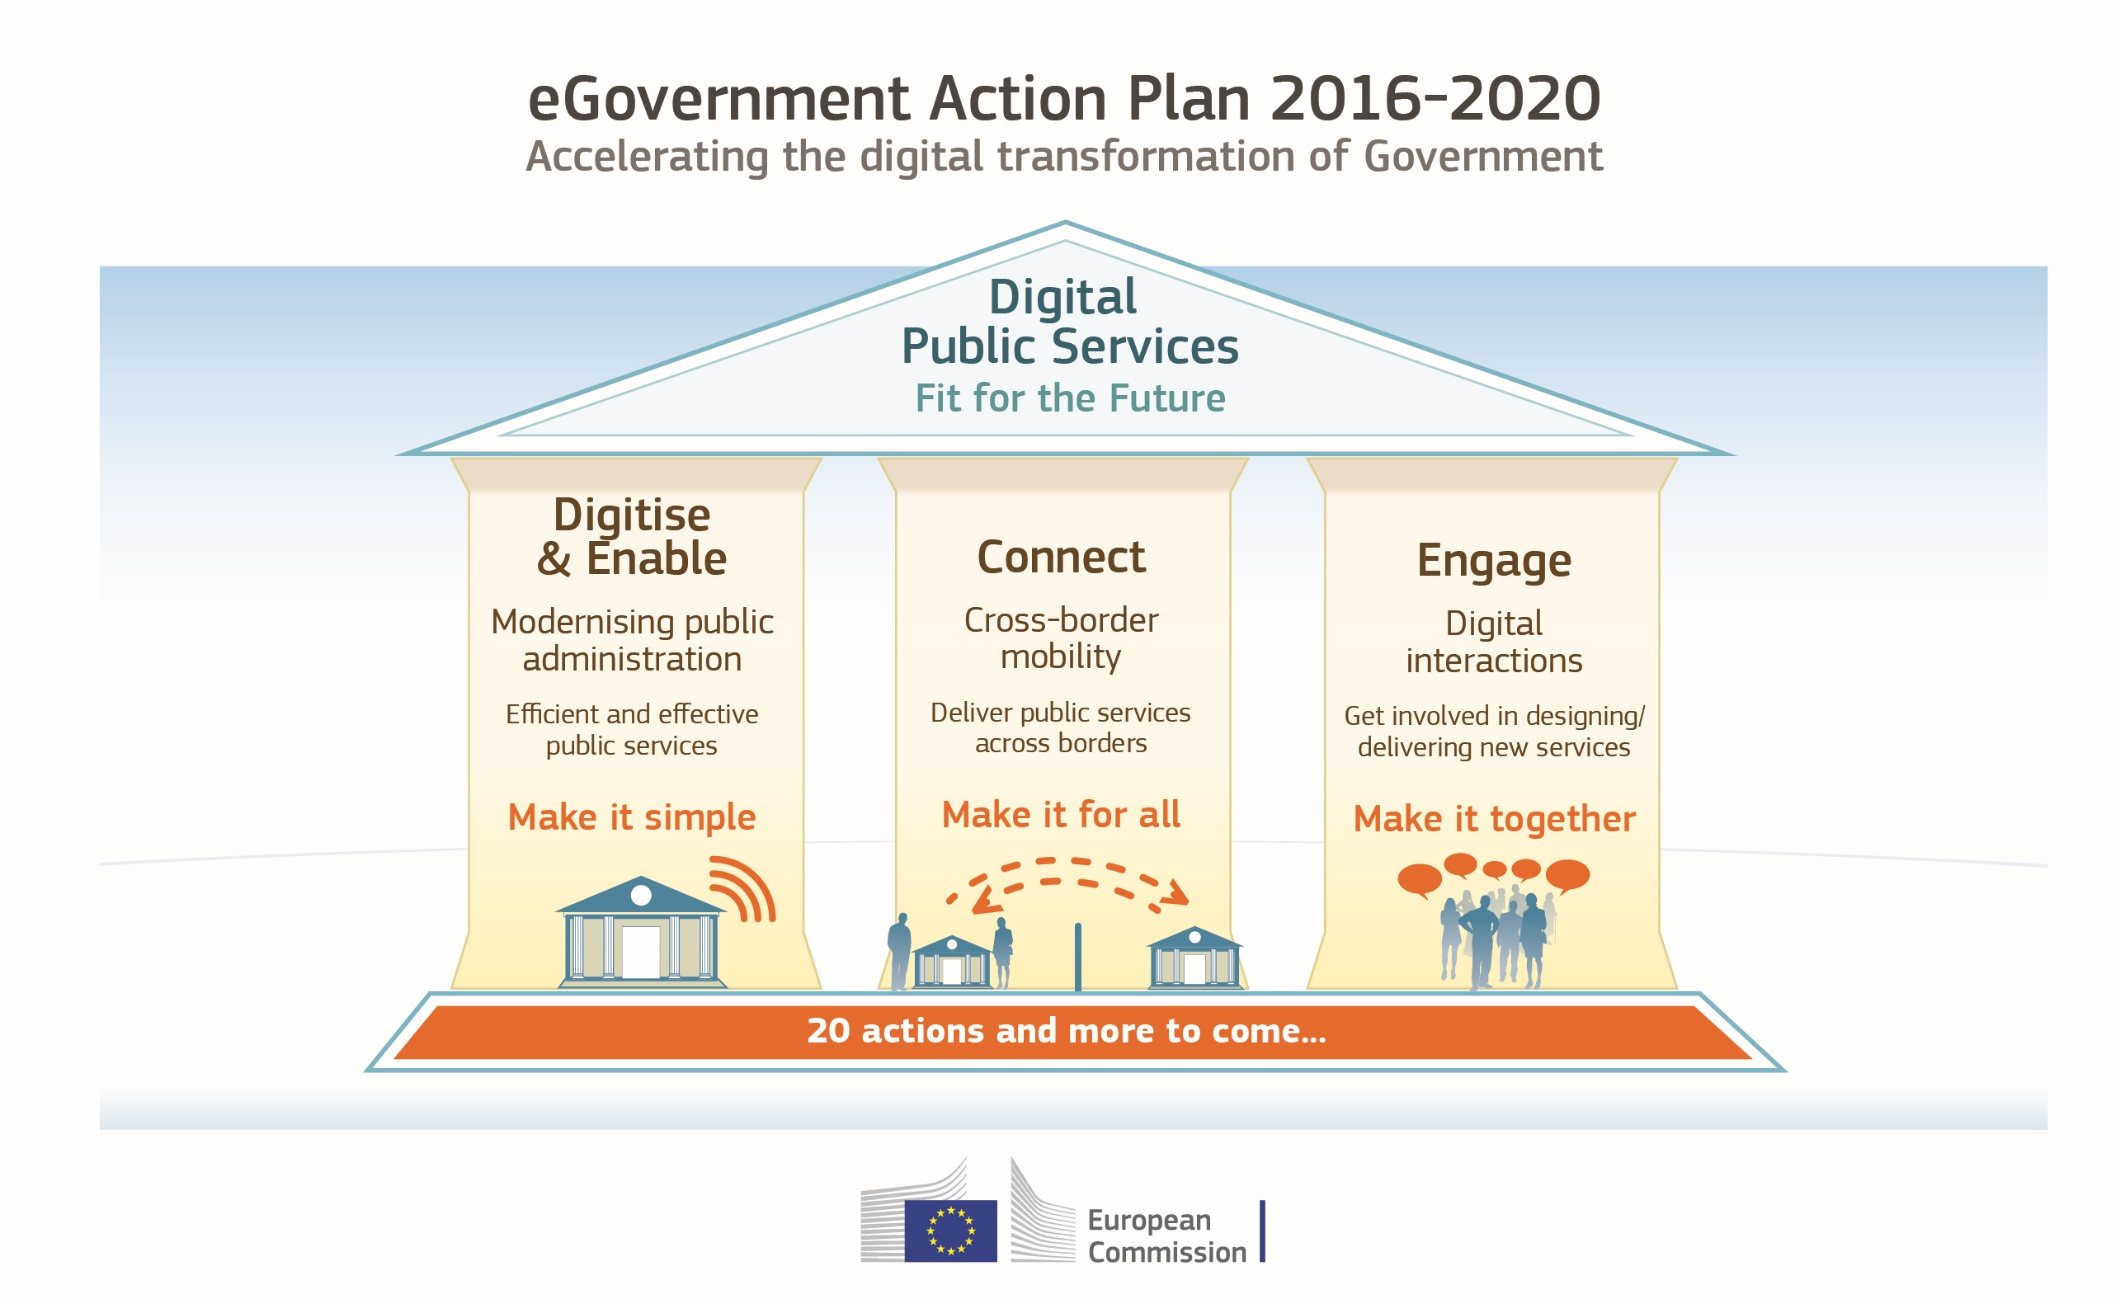 eGovernment Action Plan 2016-2020
Accelerating the digital transformation of Government
Digital
Public Services
Fit for the Future
Digitise
& Enable
Modernising public
administration
Efficient and effective
public services
Make it simple
Connect
Cross-border
mobility
Deliver public services
across borders
Make it for all
Engage
Digital
interactions
Get involved in designing/
delivering new services
Make it together
20 actions and more to come...
European
Commission